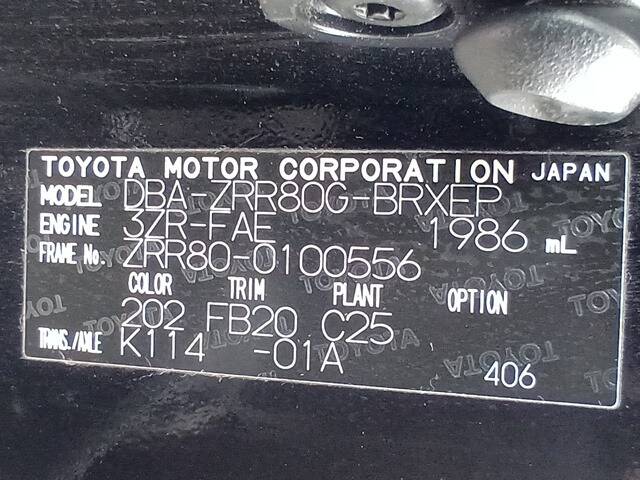 TOYOTA MOTOR CORPORATION JAPAN
MODEL DBA-ZRR80G-BRXEP
ENGINE 3ZR-FAE 1986 mL
FRAME No. ZRR80-0100556
COLOR TRIM PLANT OPTION
202 FB20 C25
TRANS./AXLE K114 -01A
406